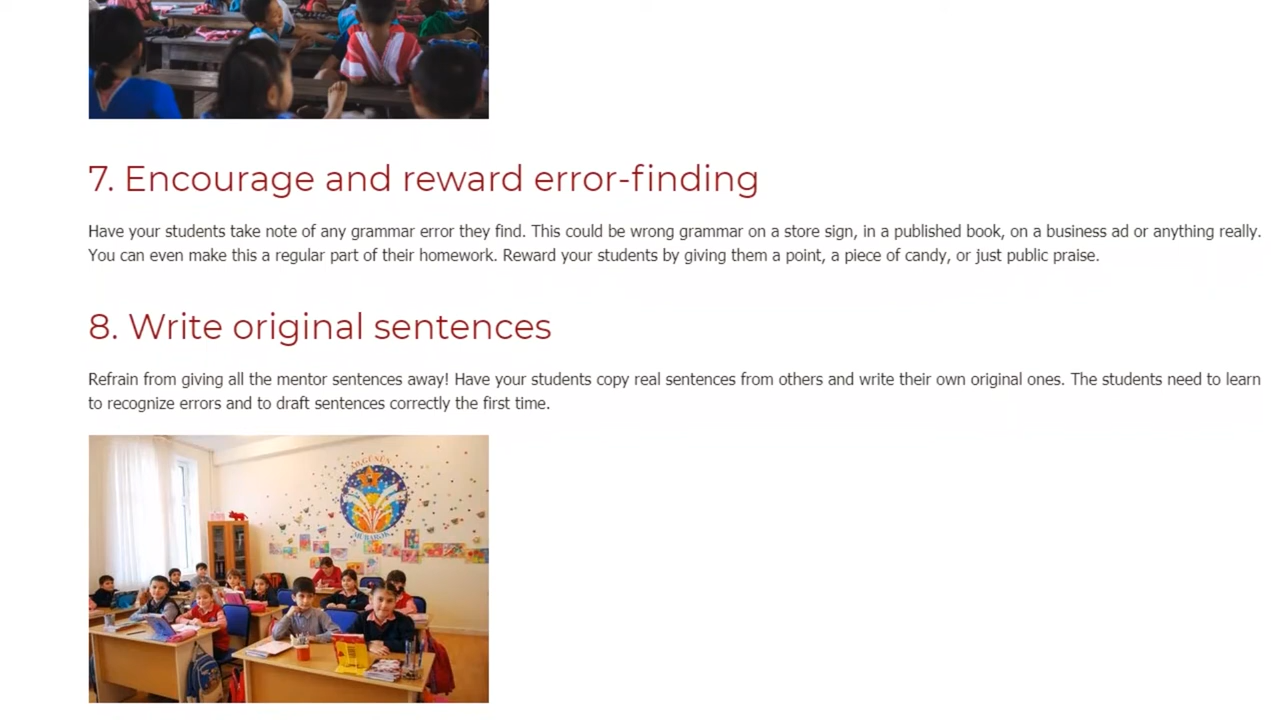 7. Encourage and reward error-finding
Have your students take note of any grammar error they find. This could be wrong grammar on a store sign, in a published book, on a business ad or anything really.
You can even make this a regular part of their homework. Reward your students by giving them a point, a piece of candy, or just public praise.
8. Write original sentences
Refrain from giving all the mentor sentences away! Have your students copy real sentences from others and write their own original ones. The students need to learn
to recognize errors and to draft sentences correctly the first time.